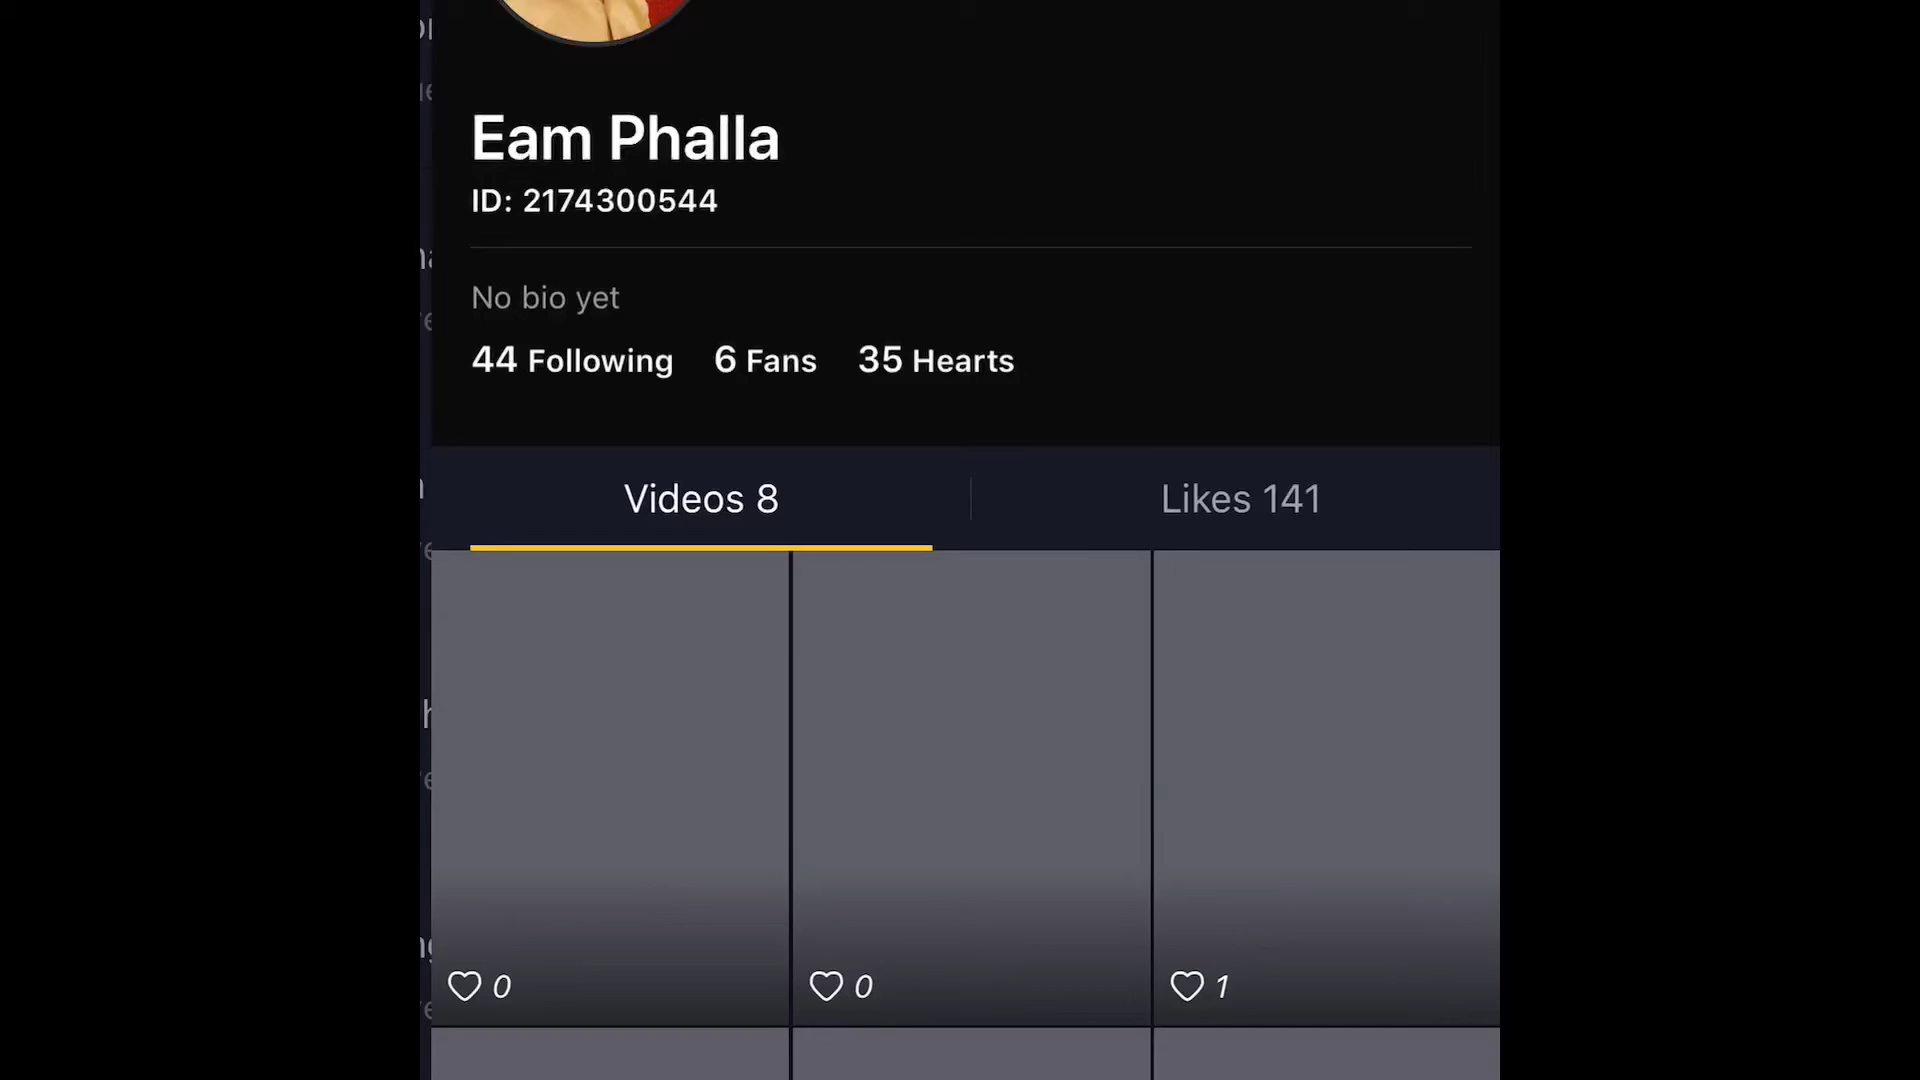 Eam Phalla
ID: 2174300544
No bio yet
44 Following 6 Fans 35 Hearts
Videos 8 Likes 141
0 0 1